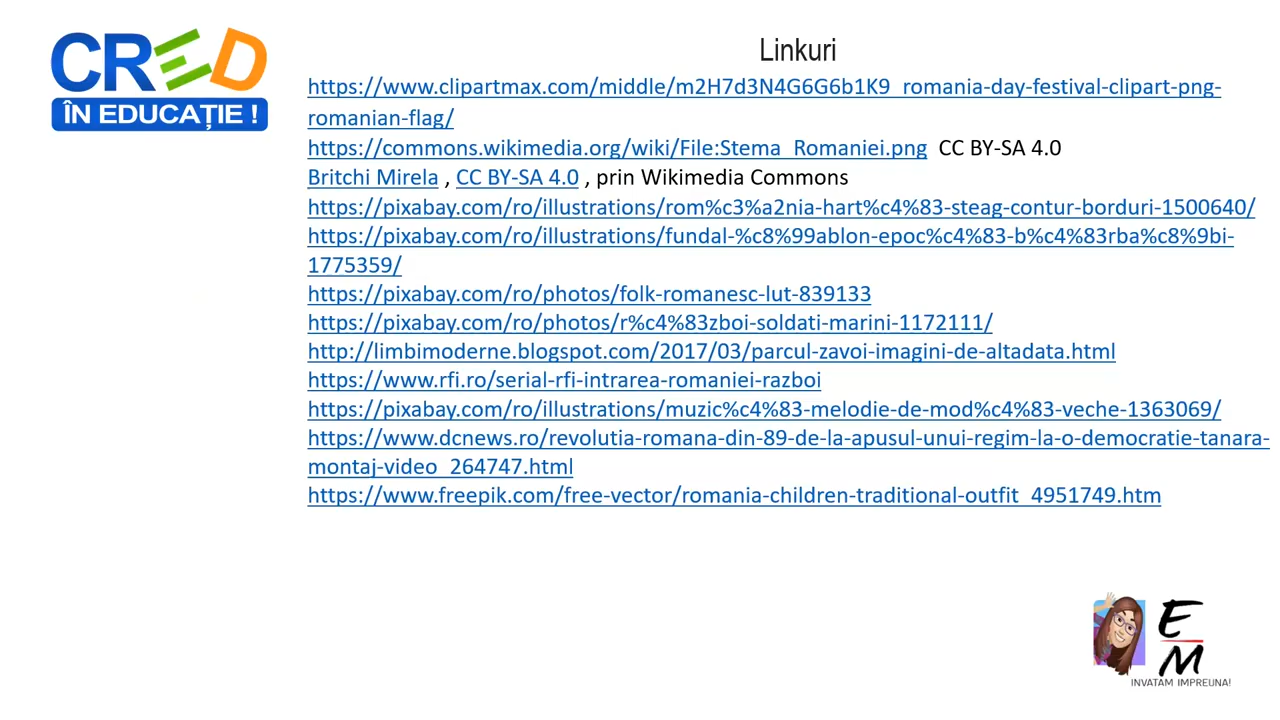 CRED
ÎN EDUCAȚIE !
Linkuri
https://www.clipartmax.com/middle/m2H7d3N4G6G6b1K9_romania-day-festival-clipart-png-
romanian-flag/
https://commons.wikimedia.org/wiki/File:Stema_Romaniei.png CC BY-SA 4.0
Britchi Mirela , CC BY-SA 4.0 , prin Wikimedia Commons
https://pixabay.com/ro/illustrations/rom%c3%a2nia-hart%c4%83-steag-contur-borduri-1500640/
https://pixabay.com/ro/illustrations/fundal-%c8%99ablon-epoc%c4%83-b%c4%83rba%c8%9bi-
1775359/
https://pixabay.com/ro/photos/folk-romanesc-lut-839133
https://pixabay.com/ro/photos/r%c4%83zboi-soldati-marini-1172111/
http://limbimoderne.blogspot.com/2017/03/parcul-zavoi-imagini-de-altadata.html
https://www.rfi.ro/serial-rfi-intrarea-romaniei-razboi
https://pixabay.com/ro/illustrations/muzic%c4%83-melodie-de-mod%c4%83-veche-1363069/
https://www.dcnews.ro/revolutia-romana-din-89-de-la-apusul-unui-regim-la-o-democratie-tanara-
montaj-video_264747.html
https://www.freepik.com/free-vector/romania-children-traditional-outfit_4951749.htm
E
M
INVATAM IMPREUNA!